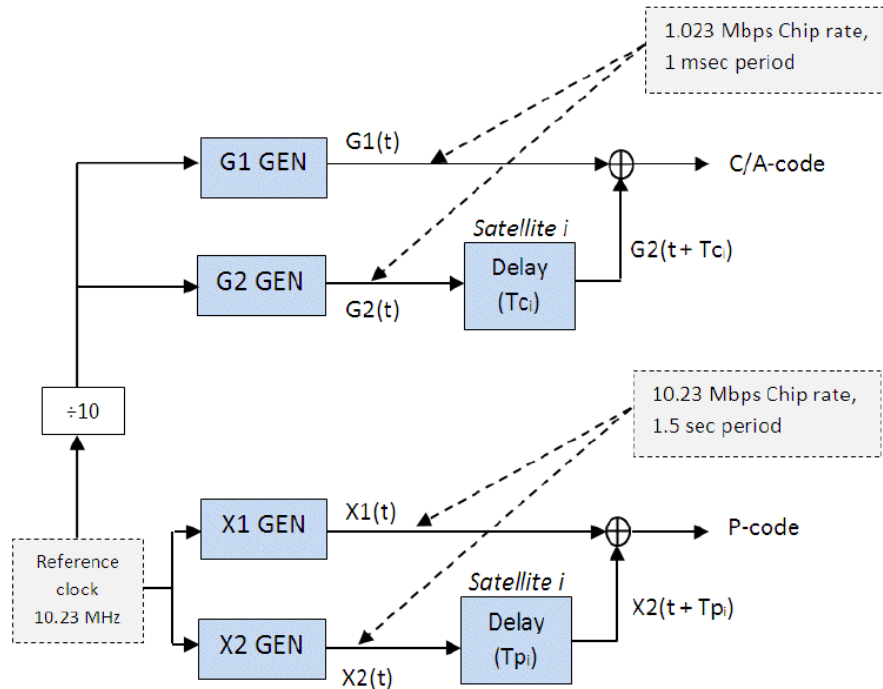 1.023 Mbps Chip rate,
1 msec period
G1 GEN
G1(t)
C/A-code
Satellite i
G2(t + Tcᵢ)
G2 GEN
G2(t)
Delay
(Tcᵢ)
÷10
10.23 Mbps Chip rate,
1.5 sec period
X1 GEN
X1(t)
P-code
Reference
clock
10.23 MHz
Satellite i
X2(t + Tpᵢ)
X2 GEN
X2(t)
Delay
(Tpᵢ)